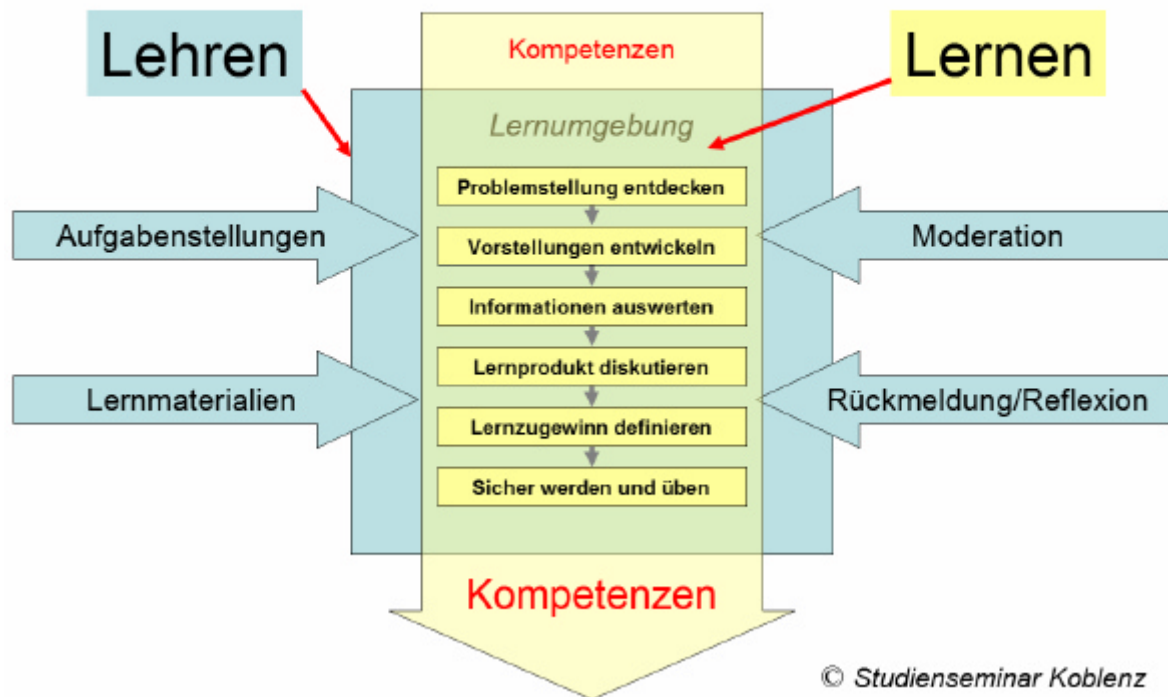 Lehren
Kompetenzen
Lernen
Lernumgebung
Problemstellung entdecken
Aufgabenstellungen
Vorstellungen entwickeln
Moderation
Informationen auswerten
Lernprodukt diskutieren
Lernmaterialien
Rückmeldung/Reflexion
Lernzugewinn definieren
Sicher werden und üben
Kompetenzen
© Studienseminar Koblenz